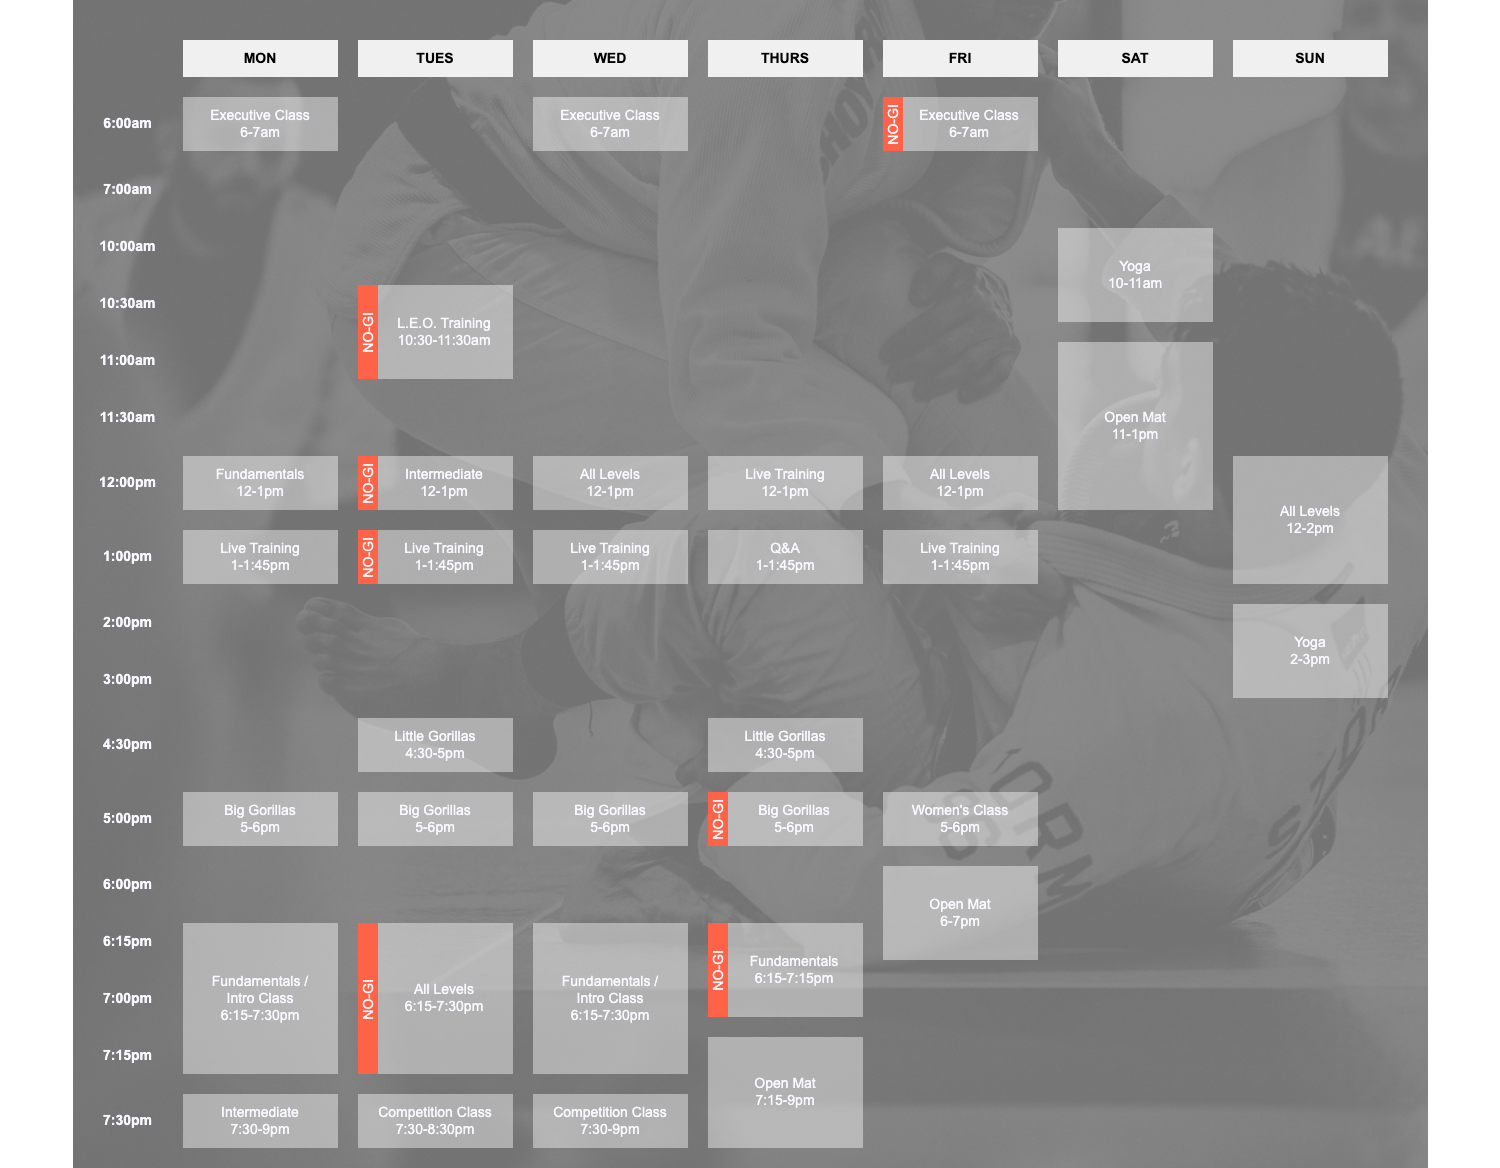 MON TUES WED THURS FRI SAT SUN
6:00am
Executive Class
6-7am
Executive Class
6-7am
NO-GI
Executive Class
6-7am
7:00am
10:00am
Yoga
10-11am
10:30am
NO-GI
L.E.O. Training
10:30-11:30am
11:00am
Open Mat
11-1pm
11:30am
12:00pm
Fundamentals
12-1pm
NO-GI
Intermediate
12-1pm
All Levels
12-1pm
Live Training
12-1pm
All Levels
12-1pm
All Levels
12-2pm
1:00pm
Live Training
1-1:45pm
NO-GI
Live Training
1-1:45pm
Live Training
1-1:45pm
Q&A
1-1:45pm
Live Training
1-1:45pm
2:00pm
Yoga
2-3pm
3:00pm
4:30pm
Little Gorillas
4:30-5pm
Little Gorillas
4:30-5pm
5:00pm
Big Gorillas
5-6pm
Big Gorillas
5-6pm
Big Gorillas
5-6pm
NO-GI
Big Gorillas
5-6pm
Women's Class
5-6pm
6:00pm
Open Mat
6-7pm
6:15pm
Fundamentals /
Intro Class
6:15-7:30pm
NO-GI
All Levels
6:15-7:30pm
Fundamentals /
Intro Class
6:15-7:30pm
NO-GI
Fundamentals
6:15-7:15pm
7:00pm
7:15pm
Open Mat
7:15-9pm
7:30pm
Intermediate
7:30-9pm
Competition Class
7:30-8:30pm
Competition Class
7:30-9pm